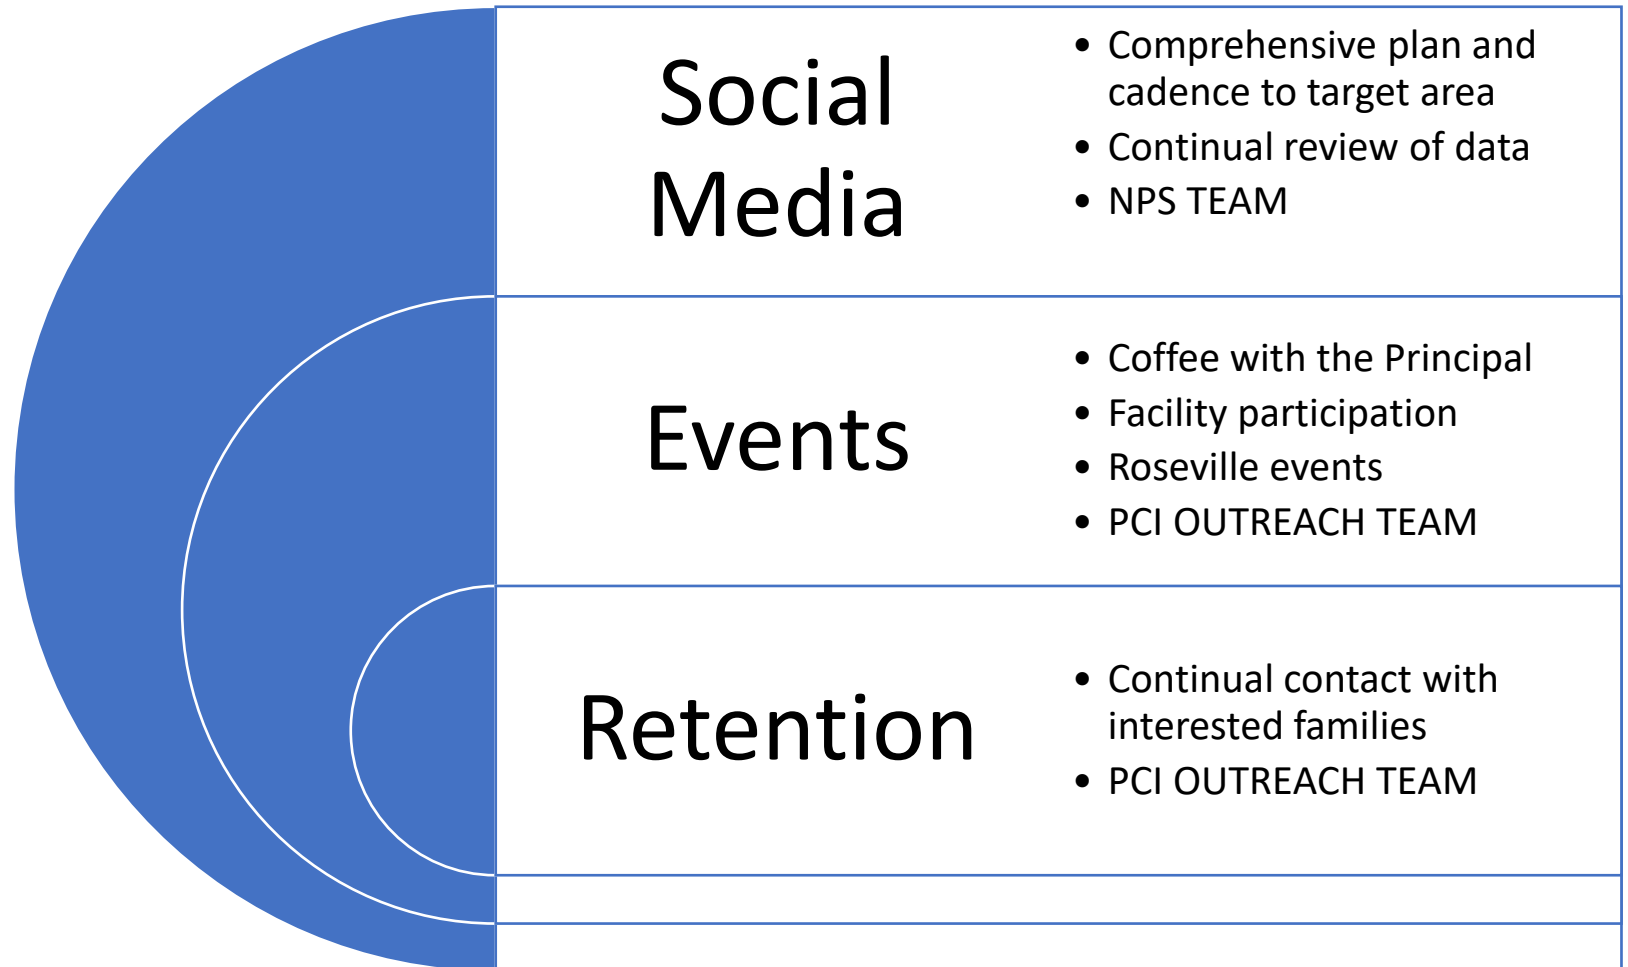 Social
Media
• Comprehensive plan and
cadence to target area
• Continual review of data
• NPS TEAM
Events
• Coffee with the Principal
• Facility participation
• Roseville events
• PCI OUTREACH TEAM
Retention
• Continual contact with
interested families
• PCI OUTREACH TEAM